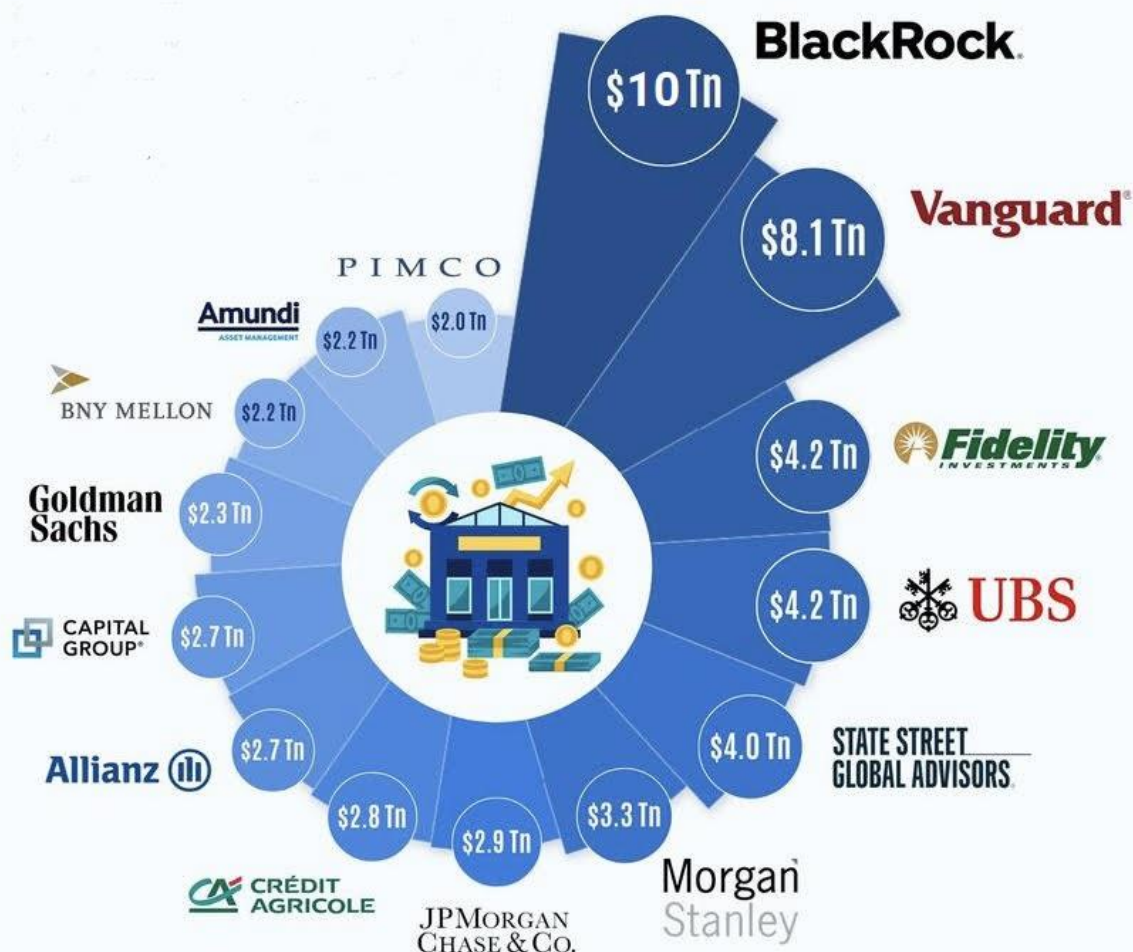 BlackRock
$10 Tn
Vanguard®
$8.1 Tn
Fidelity
INVESTMENTS
$4.2 Tn
UBS
$4.2 Tn
STATE STREET
GLOBAL ADVISORS
$4.0 Tn
Morgan
Stanley
$3.3 Tn
JPMORGAN
CHASE & CO.
$2.9 Tn
CRÉDIT
AGRICOLE
$2.8 Tn
Allianz
$2.7 Tn
CAPITAL
GROUP®
$2.7 Tn
Goldman
Sachs
$2.3 Tn
BNY MELLON
$2.2 Tn
Amundi
ASSET MANAGEMENT
$2.2 Tn
PIMCO
$2.0 Tn